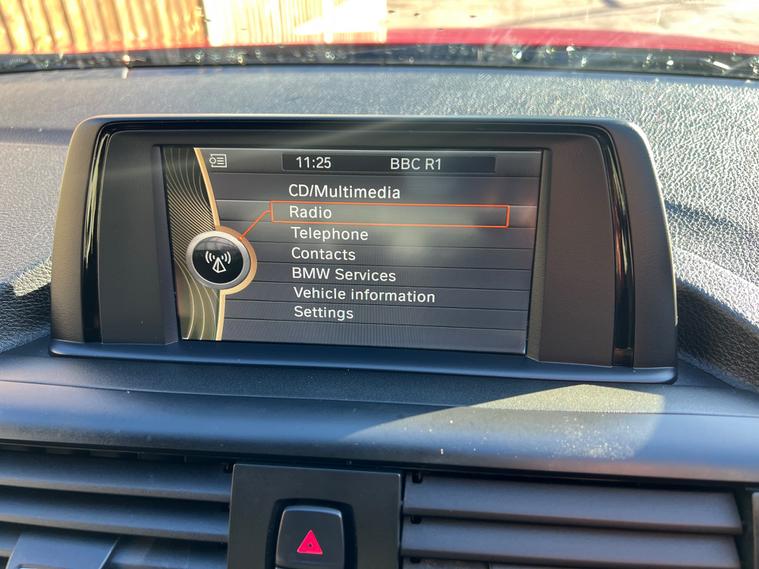 11:25 BBC R1
CD/Multimedia
Radio
Telephone
Contacts
BMW Services
Vehicle information
Settings